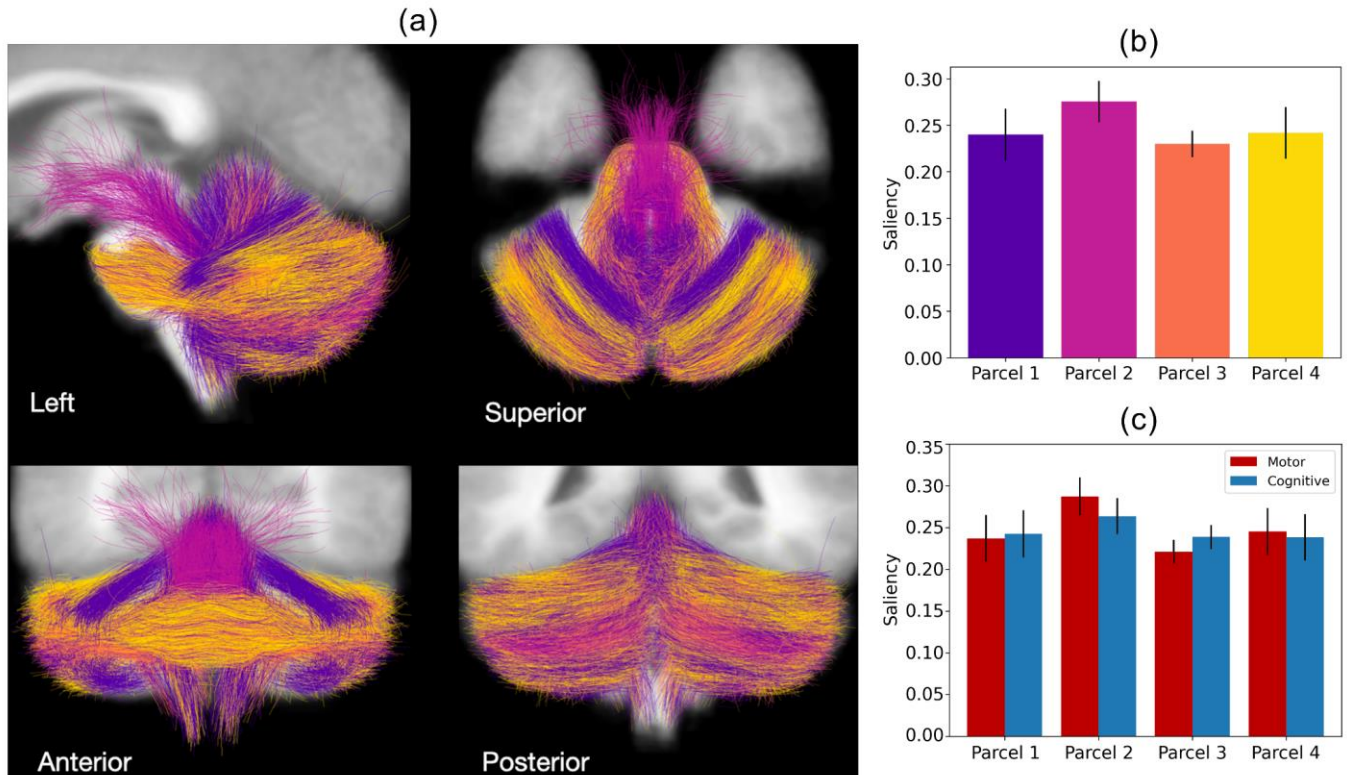 (a)
Left
Superior
Anterior
Posterior
(b)
Saliency
0.30
0.25
0.20
0.15
0.10
0.05
0.00
Parcel 1 Parcel 2 Parcel 3 Parcel 4
(c)
Saliency
0.35
0.30
0.25
0.20
0.15
0.10
0.05
0.00
Motor
Cognitive
Parcel 1 Parcel 2 Parcel 3 Parcel 4